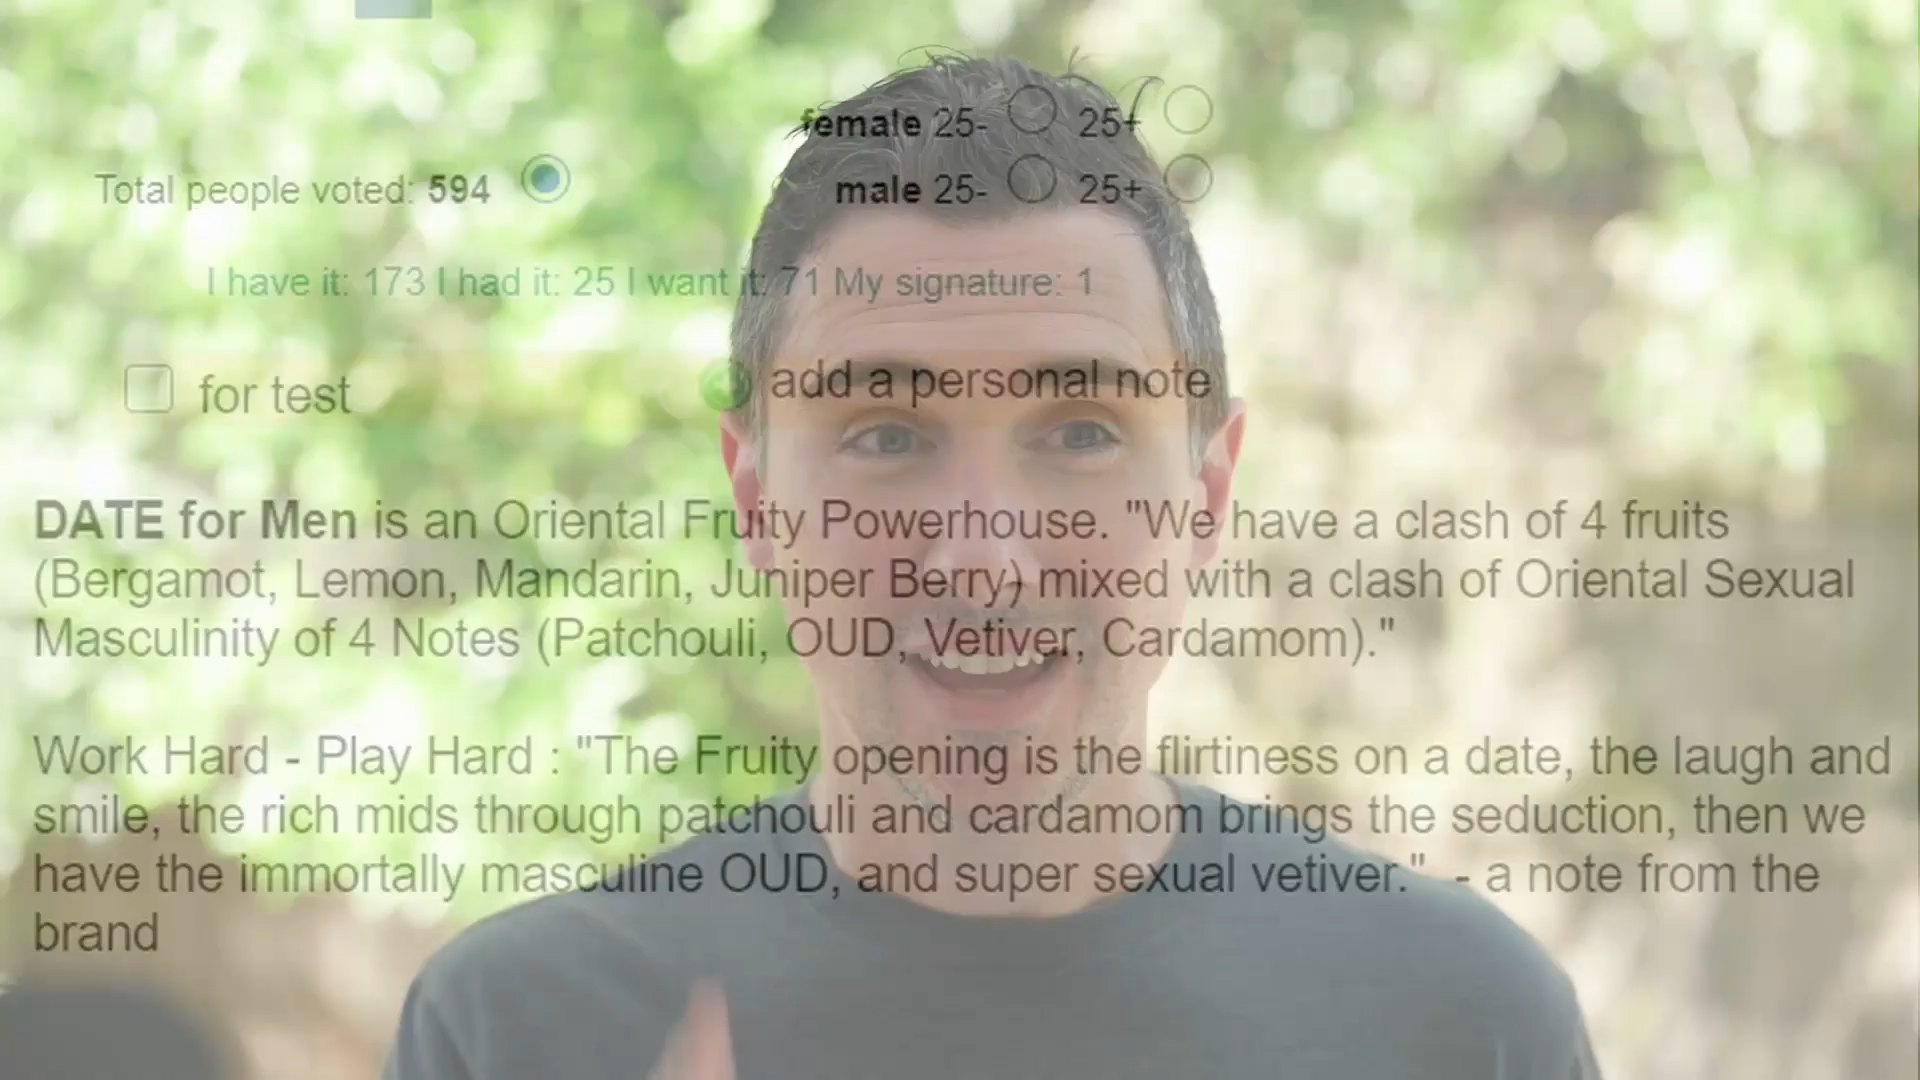 female 25- 25+
Total people voted: 594 male 25- 25+
I have it: 173 I had it: 25 I want it: 71 My signature: 1
for test add a personal note
DATE for Men is an Oriental Fruity Powerhouse. "We have a clash of 4 fruits
(Bergamot, Lemon, Mandarin, Juniper Berry) mixed with a clash of Oriental Sexual
Masculinity of 4 Notes (Patchouli, OUD, Vetiver, Cardamom)."
Work Hard - Play Hard : "The Fruity opening is the flirtiness on a date, the laugh and
smile, the rich mids through patchouli and cardamom brings the seduction, then we
have the immortally masculine OUD, and super sexual vetiver." - a note from the
brand